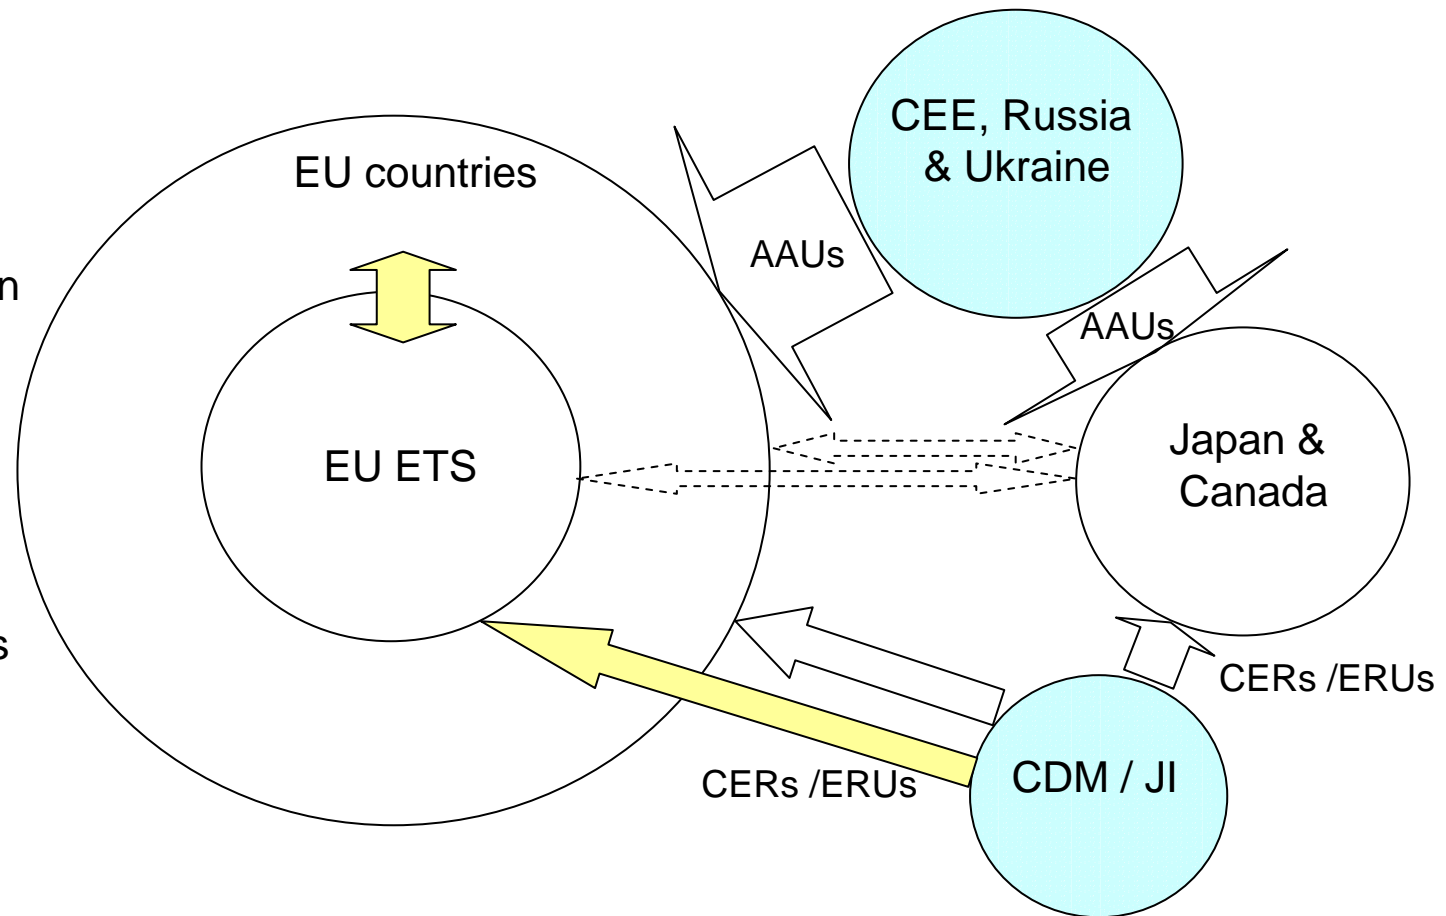 CEE, Russia
& Ukraine
EU countries
AAUs
n
AAUs
EU ETS
Japan &
Canada
s
CERs /ERUs
CERs /ERUs
CDM / JI